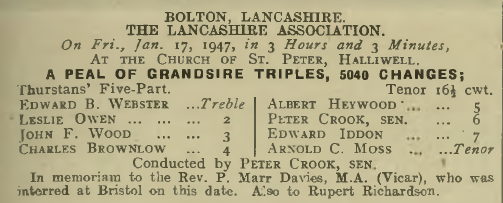 BOLTON, LANCASHIRE.
THE LANCASHIRE ASSOCIATION.
On Fri., Jan. 17, 1947, in 3 Hours and 3 Minutes,
AT THE CHURCH OF ST. PETER, HALLIWELL.
A PEAL OF GRANDSIRE TRIPLES, 5040 CHANGES;
Thurstans' Five-Part. Tenor 16½ cwt.
EDWARD B. WEBSTER ...Treble
LESLIE OWEN ... ... ... 2
JOHN F. WOOD ... ... 3
CHARLES BROWNLOW ... 4
ALBERT HEYWOOD ... ... 5
PETER CROOK, SEN. ... 6
EDWARD IDDON ... ... 7
ARNOLD C. MOSS ... ...Tenor
Conducted by PETER CROOK, SEN.
In memoriam to the Rev. P. Marr Davies, M.A. (Vicar), who was
interred at Bristol on this date. Also to Rupert Richardson.